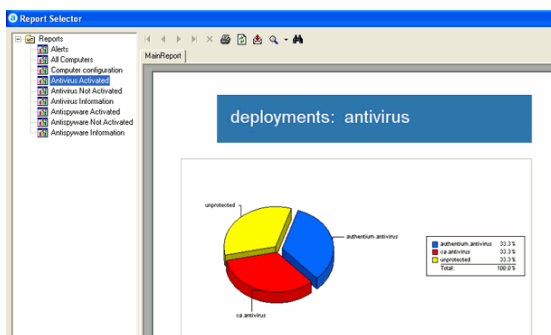 Report Selector
Reports
Alerts
All Computers
Computer configuration
Antivirus Activated
Antivirus Not Activated
Antivirus Information
Antispyware Activated
Antispyware Not Activated
Antispyware Information
MainReport
deployments: antivirus
unprotected
authentium.antivirus
ca.antivirus
authentium.antivirus 33.3%
ca.antivirus 33.3%
unprotected 33.3%
Total: 100.0%